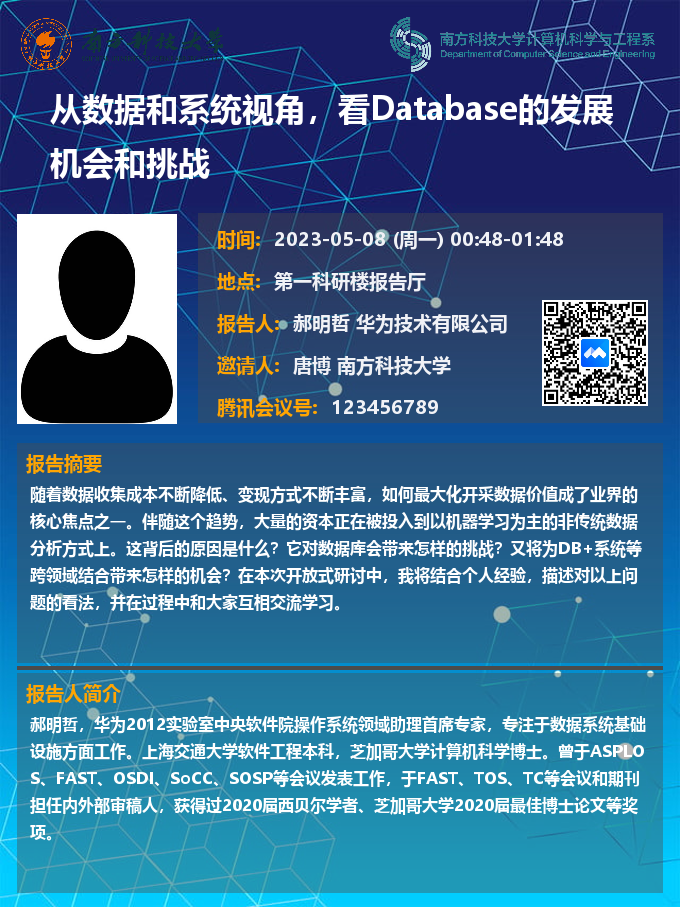 南方科技大学
南方科技大学计算机科学与工程系
Department of Computer Science and Engineering
从数据和系统视角，看Database的发展
机会和挑战
时间: 2023-05-08 (周一) 00:48-01:48
地点: 第一科研楼报告厅
报告人: 郝明哲 华为技术有限公司
邀请人: 唐博 南方科技大学
腾讯会议号: 123456789
报告摘要
随着数据收集成本不断降低、变现方式不断丰富，如何最大化开采数据价值成了业界的
核心焦点之一。伴随这个趋势，大量的资本正在被投入到以机器学习为主的非传统数据
分析方式上。这背后的原因是什么？它对数据库会带来怎样的挑战？又将为DB+系统等
跨领域结合带来怎样的机会？在本次开放式研讨中，我将结合个人经验，描述对以上问
题的看法，并在过程中和大家互相交流学习。
报告人简介
郝明哲，华为2012实验室中央软件院操作系统领域助理首席专家，专注于数据系统基础
设施方面工作。上海交通大学软件工程本科，芝加哥大学计算机科学博士。曾于ASPLO
S、FAST、OSDI、SoCC、SOSP等会议发表工作，于FAST、TOS、TC等会议和期刊
担任内外部审稿人，获得过2020届西贝尔学者、芝加哥大学2020届最佳博士论文等奖
项。